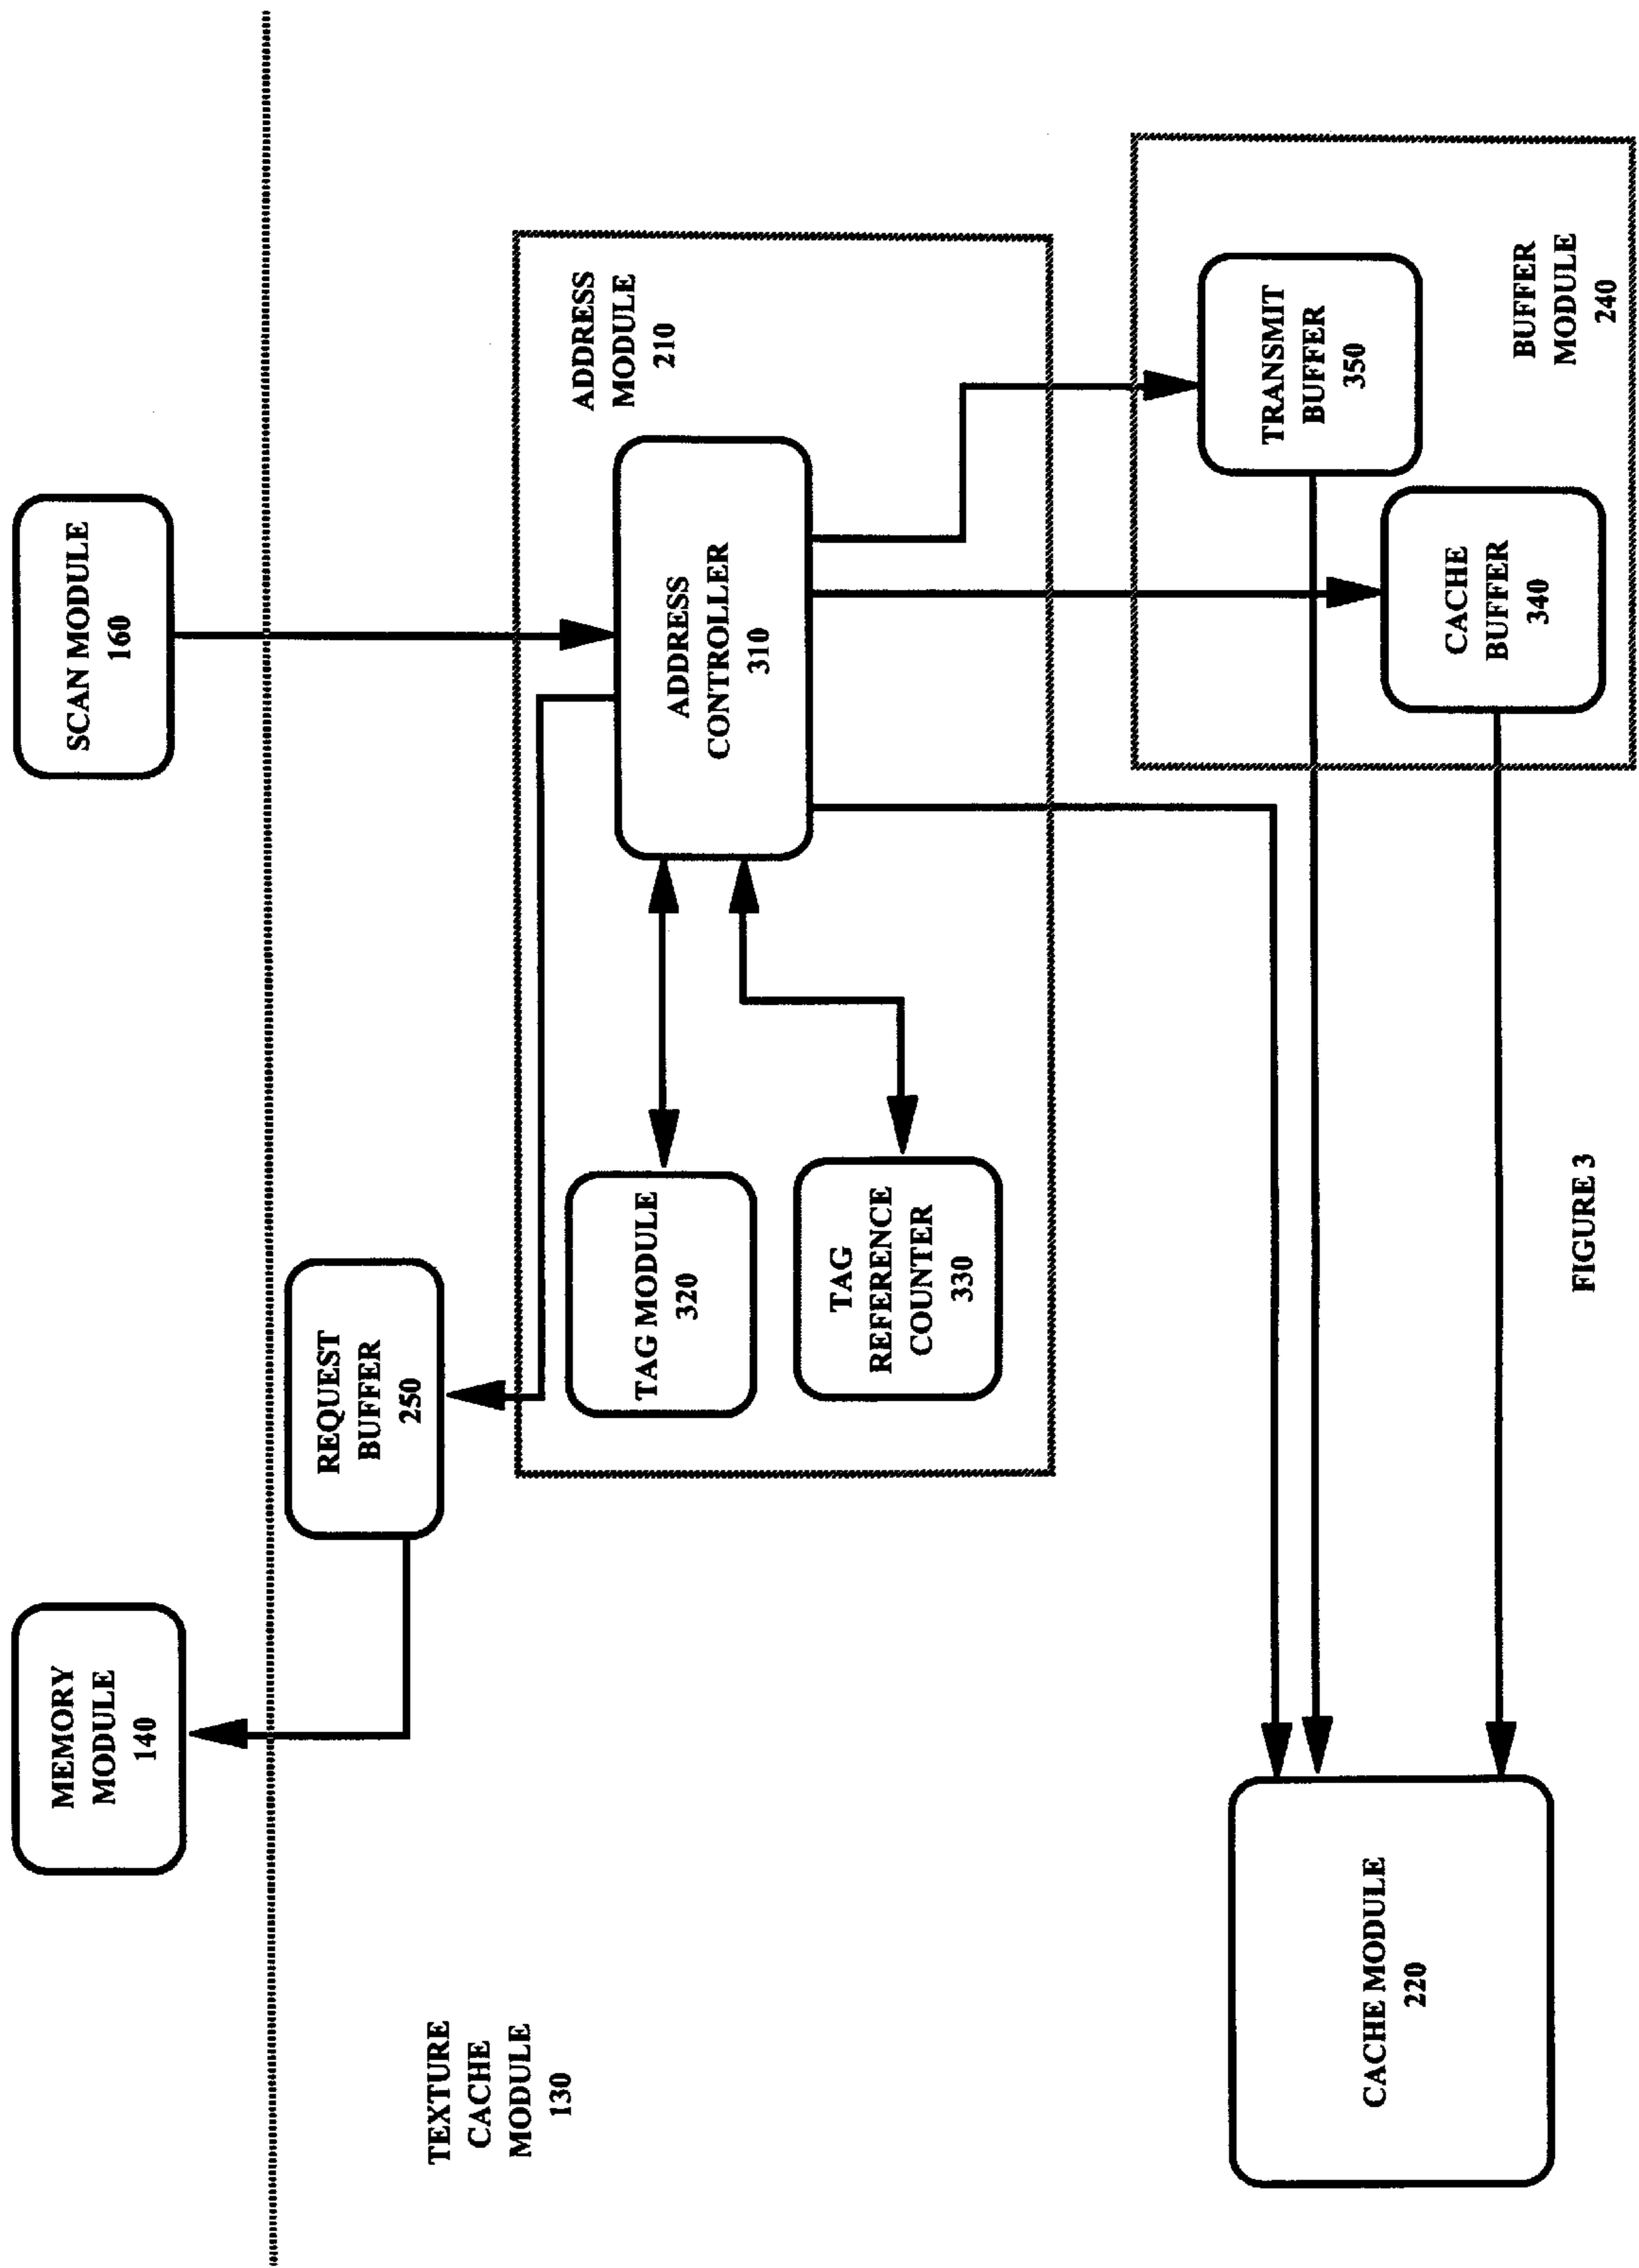 MEMORY
MODULE
140
SCAN MODULE
160
TEXTURE
CACHE
MODULE
130
REQUEST
BUFFER
250
ADDRESS
MODULE
210
TAG MODULE
320
TAG
REFERENCE
COUNTER
330
ADDRESS
CONTROLLER
310
CACHE MODULE
220
TRANSMIT
BUFFER
350
CACHE
BUFFER
340
BUFFER
MODULE
240
FIGURE 3